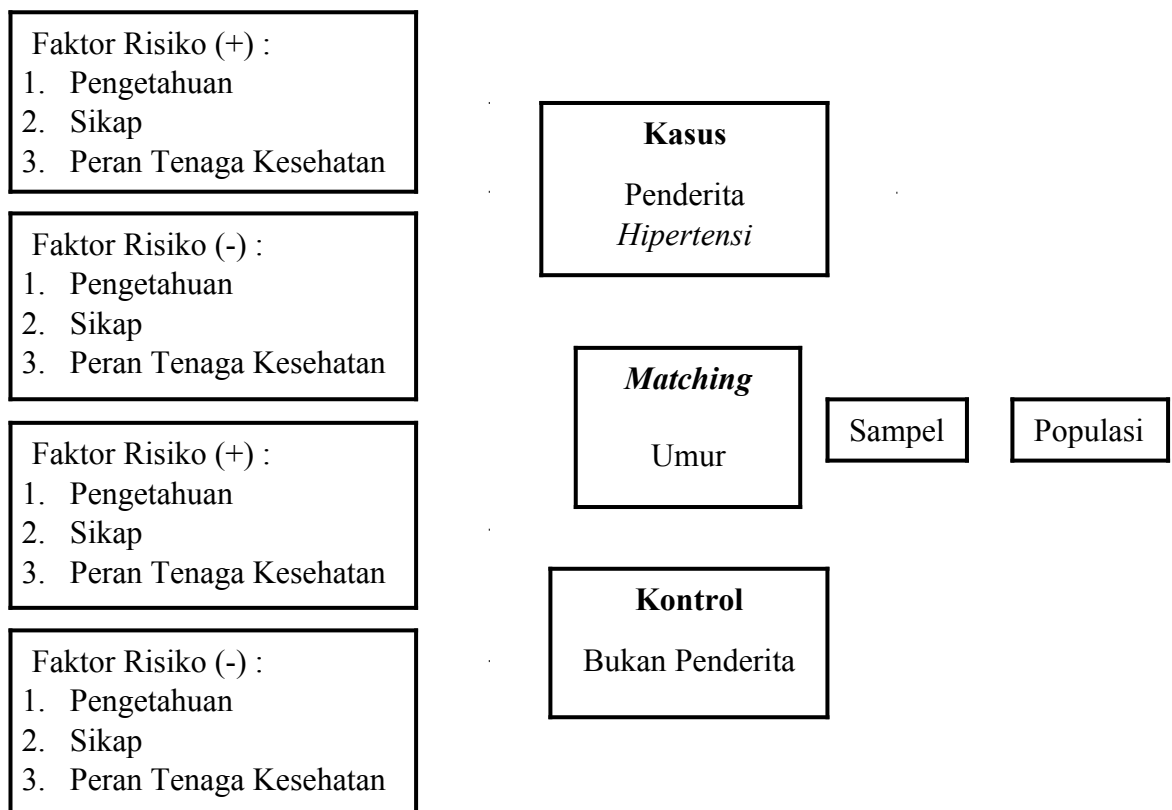 Faktor Risiko (+) :
1. Pengetahuan
2. Sikap
3. Peran Tenaga Kesehatan
Faktor Risiko (-) :
1. Pengetahuan
2. Sikap
3. Peran Tenaga Kesehatan
Faktor Risiko (+) :
1. Pengetahuan
2. Sikap
3. Peran Tenaga Kesehatan
Faktor Risiko (-) :
1. Pengetahuan
2. Sikap
3. Peran Tenaga Kesehatan
Kasus
Penderita
Hipertensi
Matching
Umur
Kontrol
Bukan Penderita
Sampel
Populasi